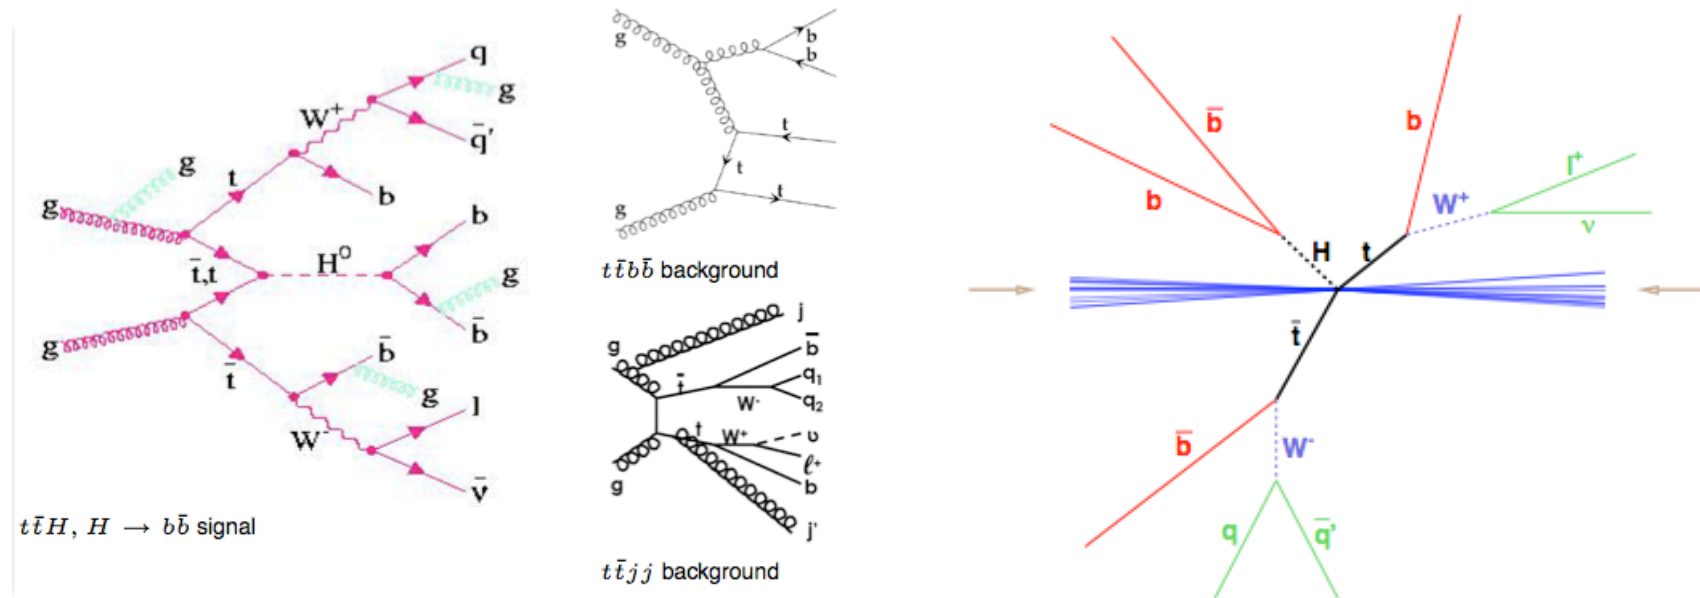 q
g
q̄'
W⁺
g
t
b
g
b
t̄,t
H⁰
g
b̄
g
t̄
b̄
g
l
W⁻
ν̄
tt̄H, H → bb̄ signal
g
b
b
t
t
g
t
tt̄bb̄ background
j
g
b̄
t̄
q₁
W⁻
q₂
t
W⁺
υ
ℓ⁺
g
b
j'
tt̄jj background
b̄
b
b
l⁺
W⁺
ν
H
t
t̄
b̄
W⁻
q
q̄'